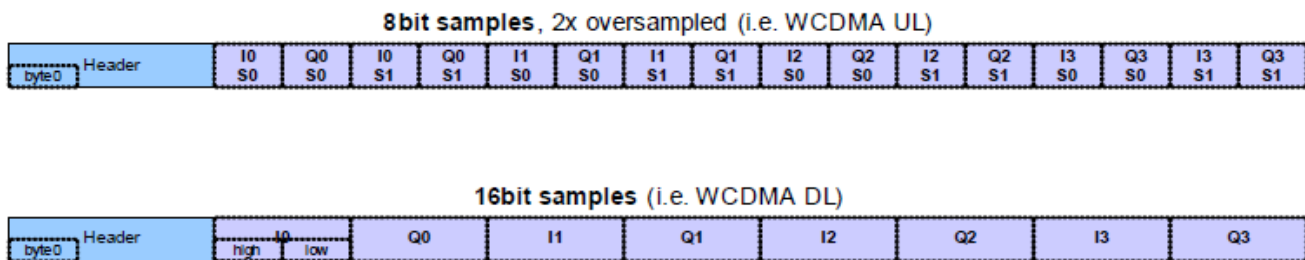 8bit samples, 2x oversampled (i.e. WCDMA UL)
byte0 Header I0 Q0 I0 Q0 I1 Q1 I1 Q1 I2 Q2 I2 Q2 I3 Q3 I3 Q3
S0 S0 S1 S1 S0 S0 S1 S1 S0 S0 S1 S1 S0 S0 S1 S1
16bit samples (i.e. WCDMA DL)
byte0 Header I0 Q0 I1 Q1 I2 Q2 I3 Q3
high low